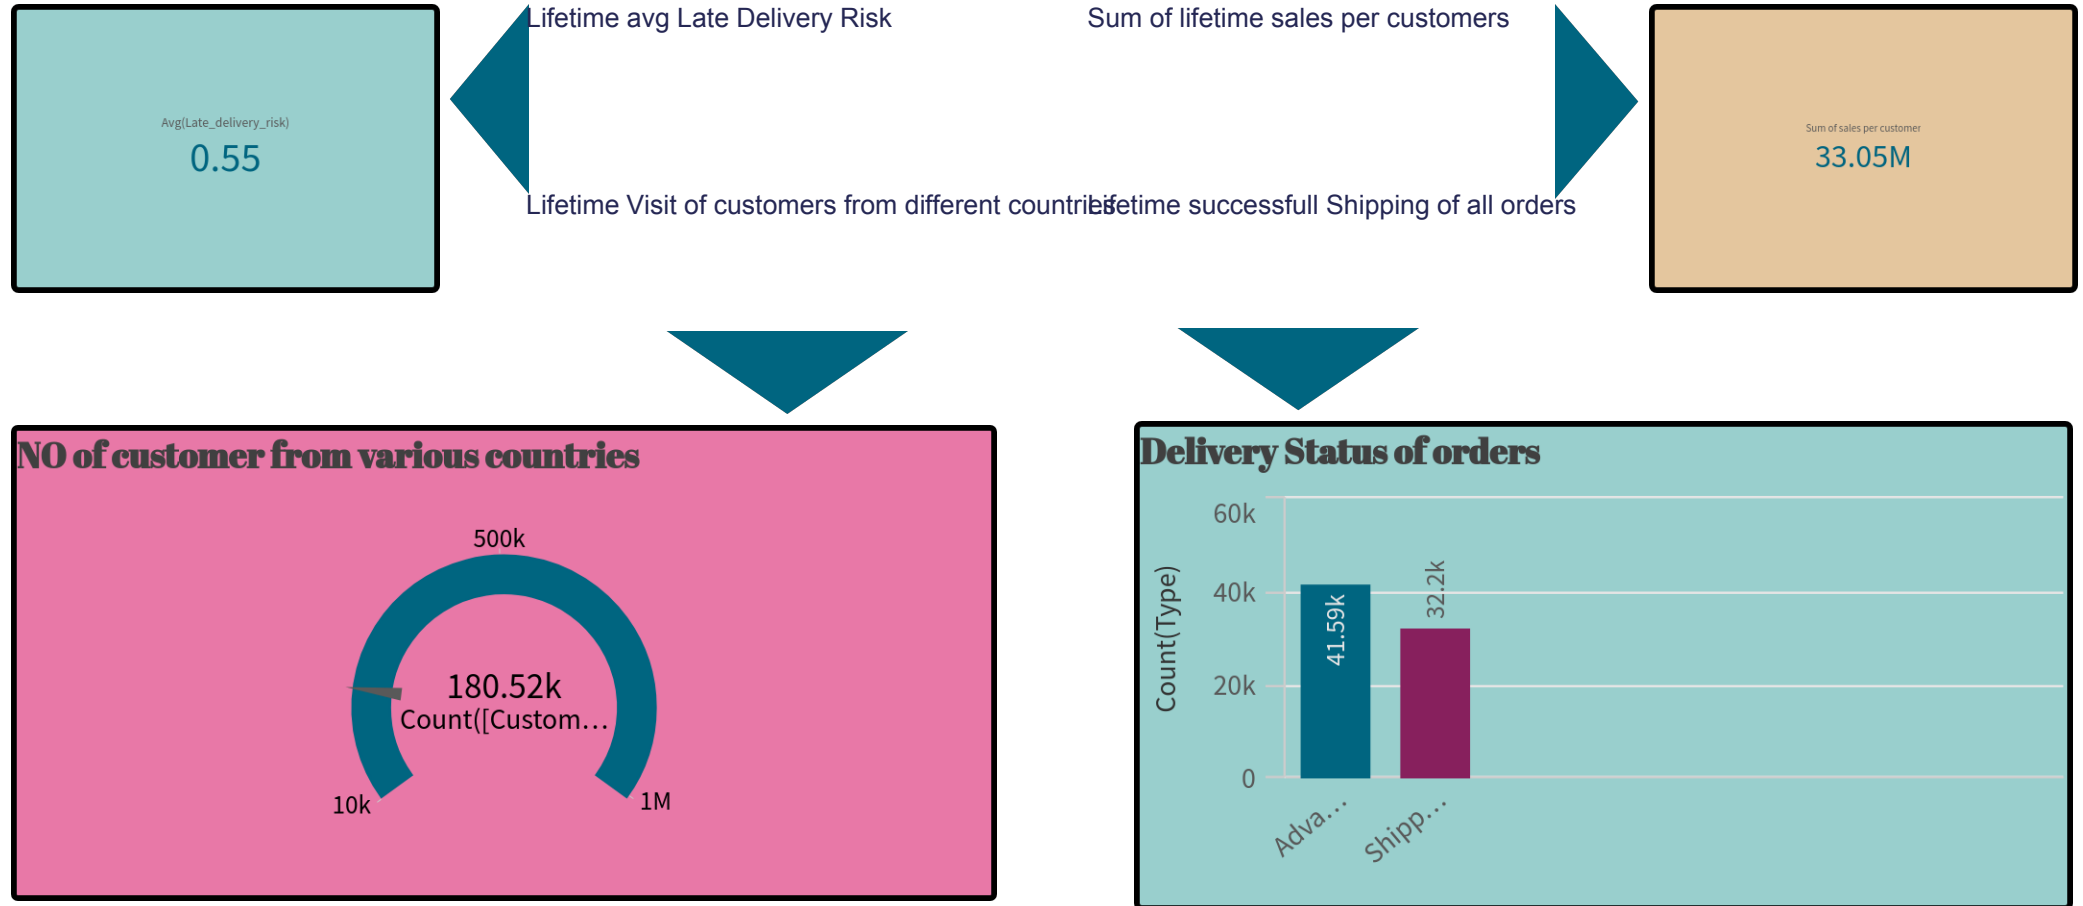 Lifetime avg Late Delivery Risk
Sum of lifetime sales per customers
Avg(Late_delivery_risk)
0.55
Sum of sales per customer
33.05M
Lifetime Visit of customers from different countries
Lifetime successfull Shipping of all orders
NO of customer from various countries
500k
180.52k
Count([Custom...
10k
1M
Delivery Status of orders
Count(Type)
60k
40k
20k
0
41.59k
32.2k
Adva...
Shipp...